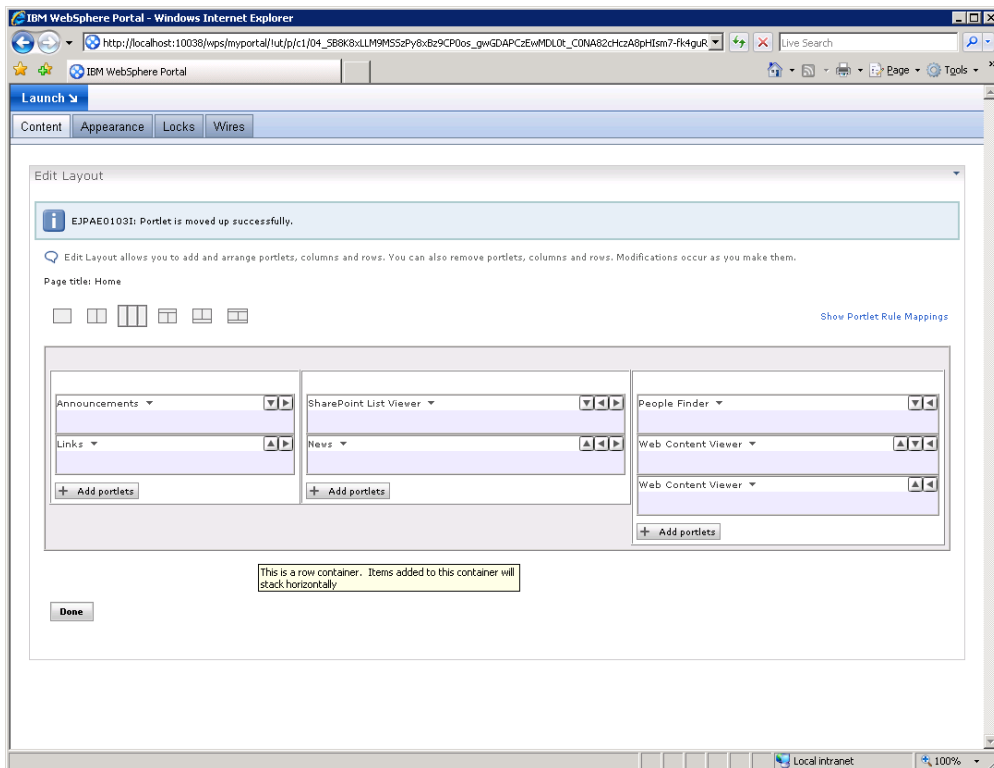 IBM WebSphere Portal - Windows Internet Explorer
http://localhost:10038/wps/myportal/!ut/p/c1/04_SB8K8xLLM9MSSzPy8xBz9CP0os_gwGDAPCzEwMDL0t_C0NA82cHczA8pHIsm7-fk4guR
Live Search
IBM WebSphere Portal
Page
Tools
Launch
Content Appearance Locks Wires
Edit Layout
EJPAE0103I: Portlet is moved up successfully.
Edit Layout allows you to add and arrange portlets, columns and rows. You can also remove portlets, columns and rows. Modifications occur as you make them.
Page title: Home
Show Portlet Rule Mappings
Announcements
Links
+ Add portlets
SharePoint List Viewer
News
+ Add portlets
People Finder
Web Content Viewer
Web Content Viewer
+ Add portlets
This is a row container. Items added to this container will
stack horizontally
Done
Local intranet
100%